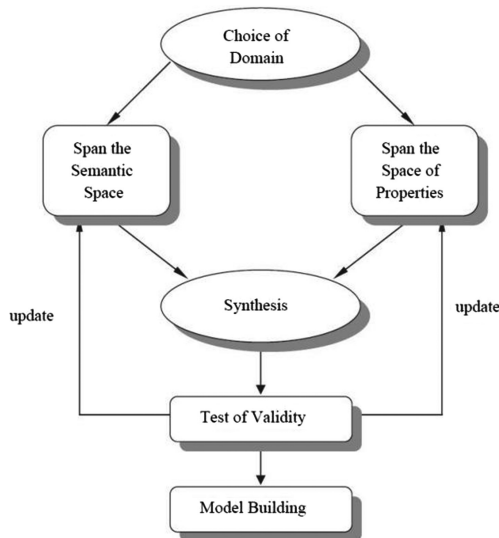 Choice of
Domain
Span the
Semantic
Space
Span the
Space of
Properties
Synthesis
update
update
Test of Validity
Model Building